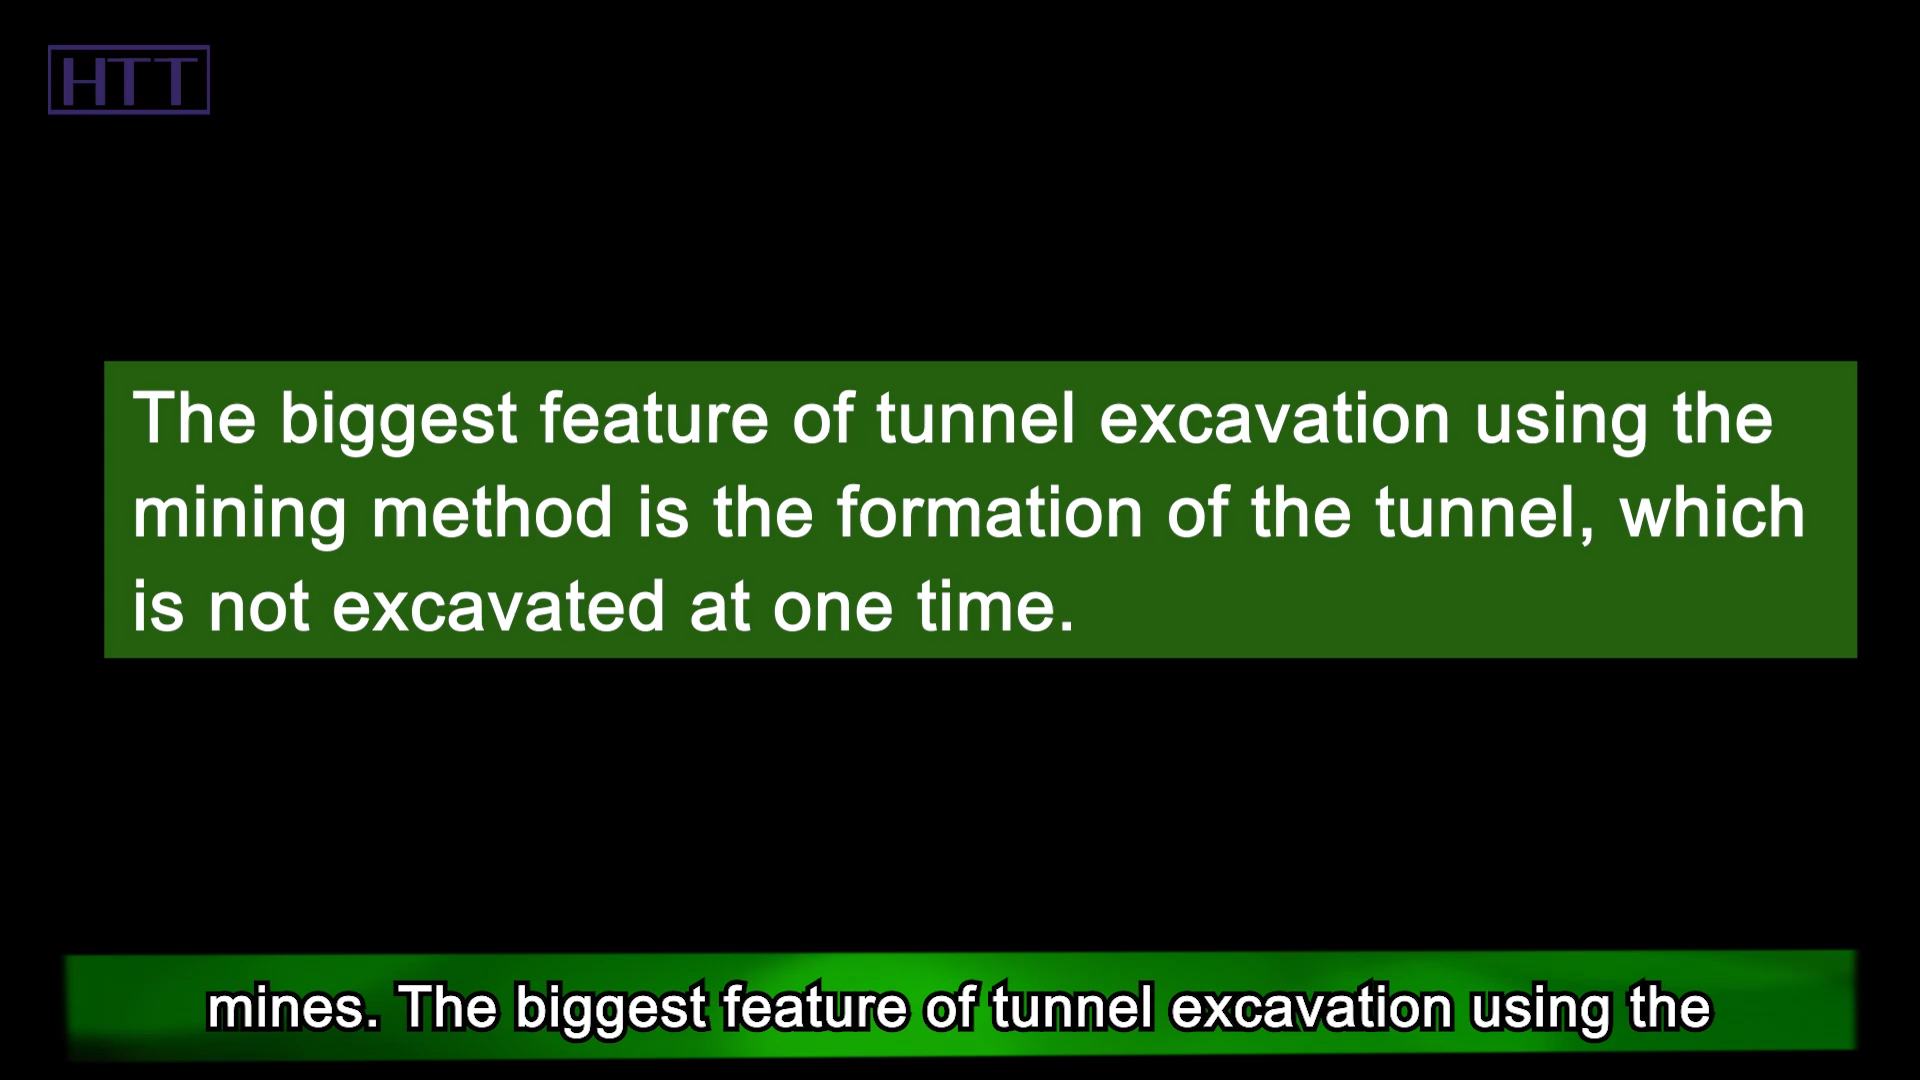 HTT
The biggest feature of tunnel excavation using the
mining method is the formation of the tunnel, which
is not excavated at one time.
mines. The biggest feature of tunnel excavation using the